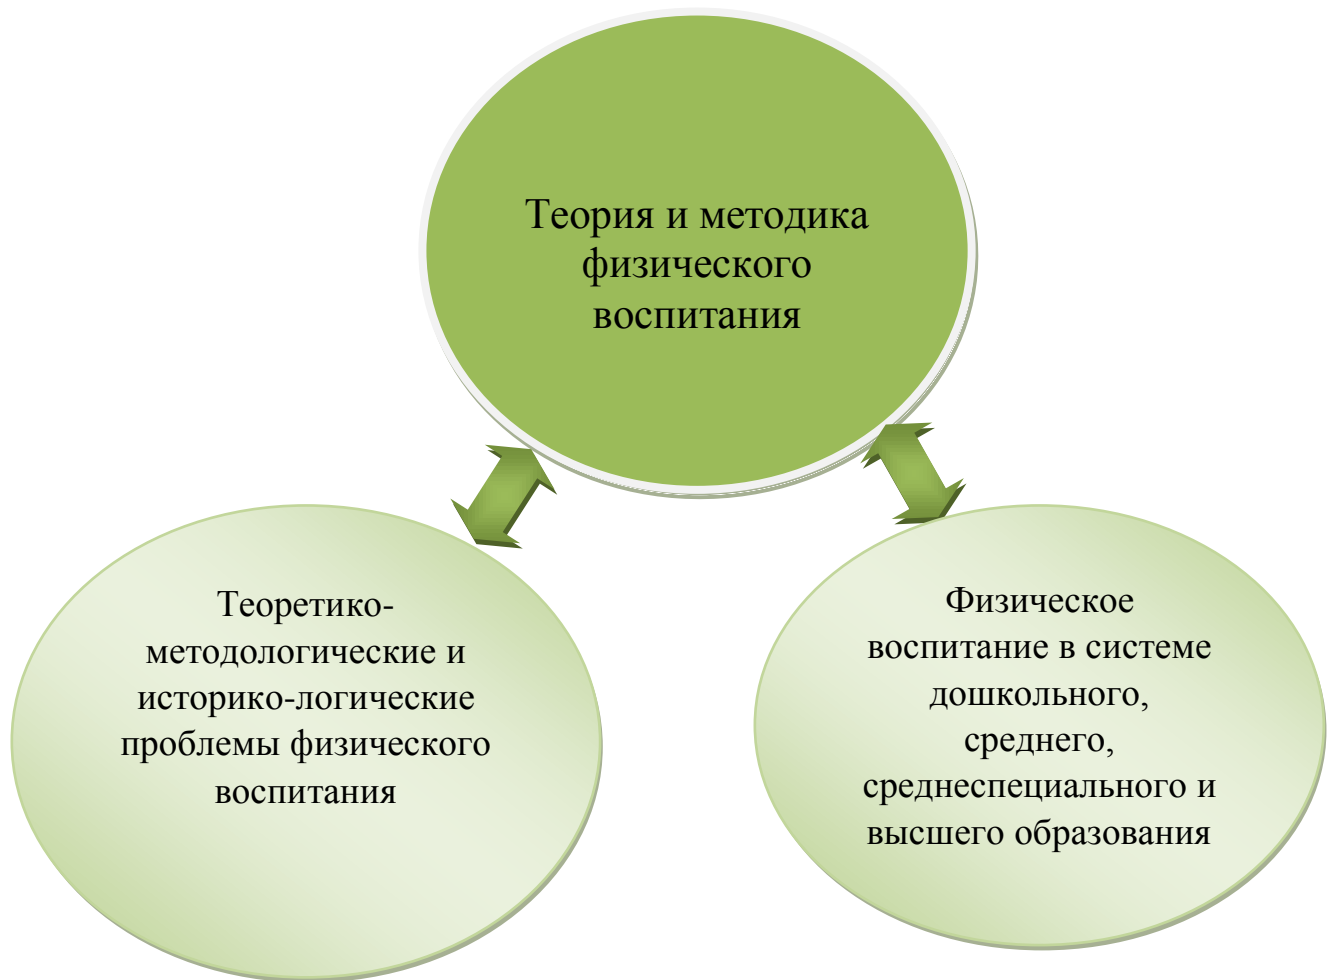 Теория и методика
физического
воспитания
Теоретико-
методологические и
историко-логические
проблемы физического
воспитания
Физическое
воспитание в системе
дошкольного,
среднего,
среднеспециального и
высшего образования